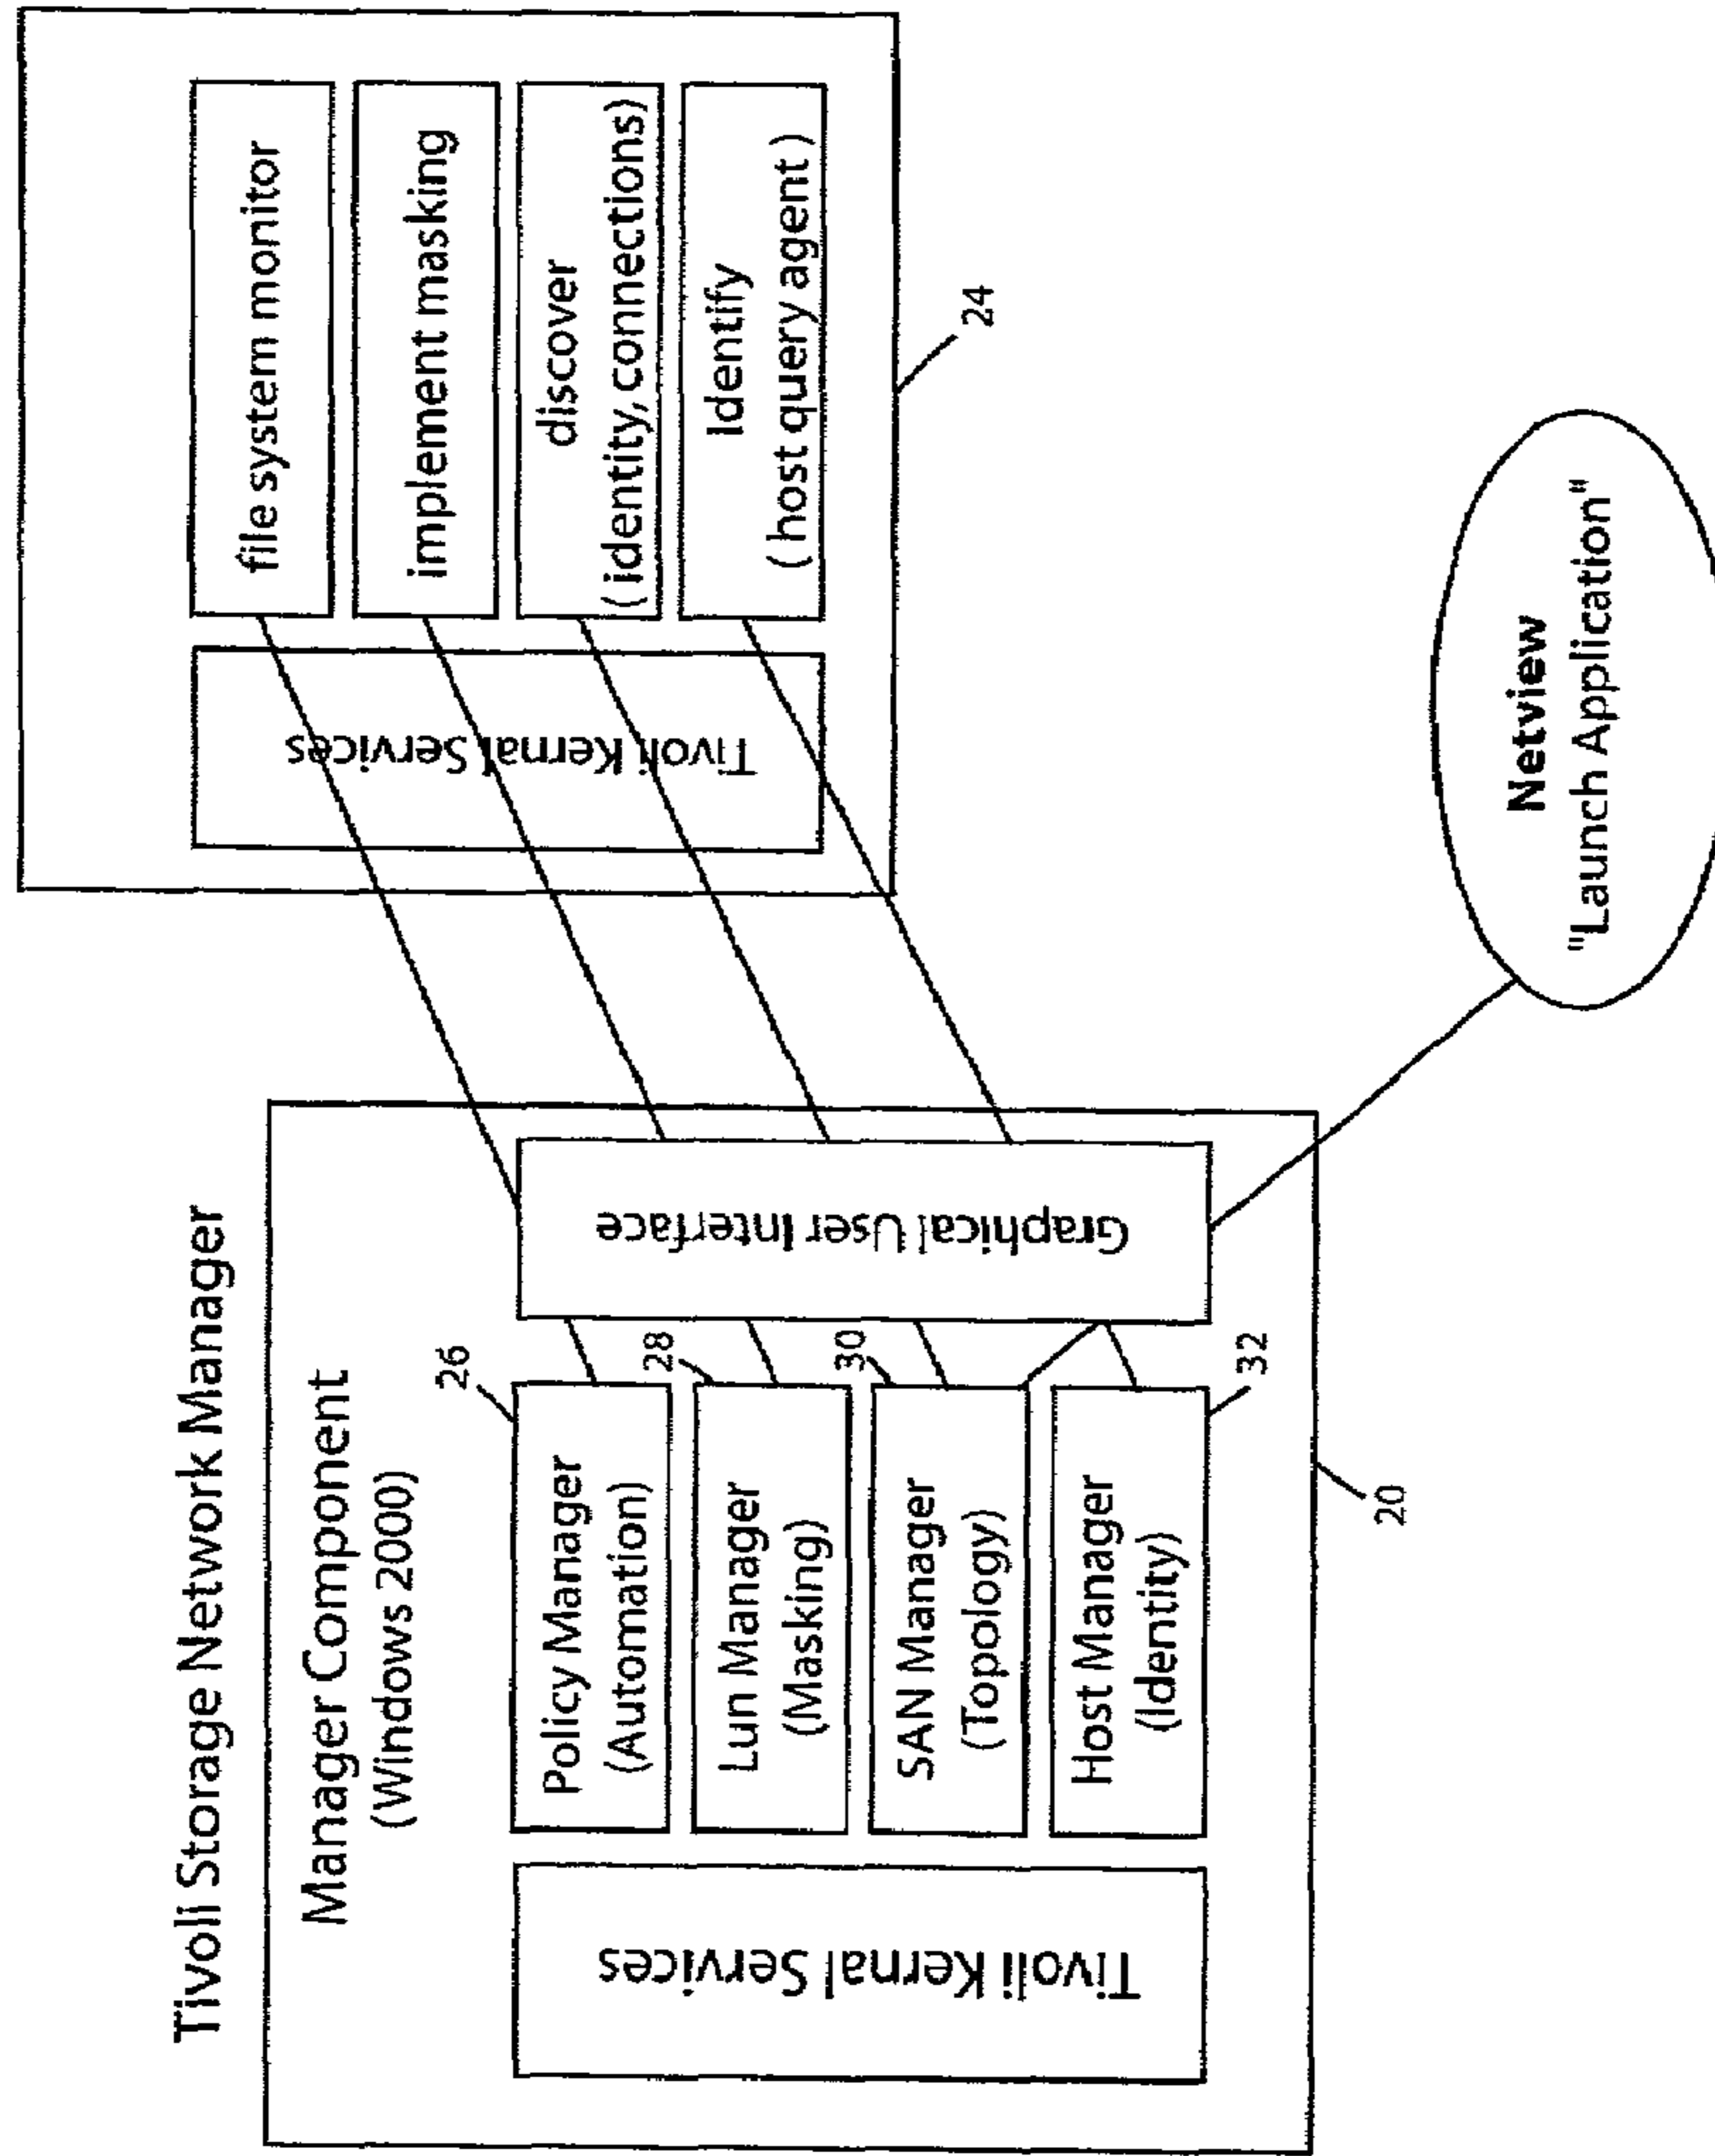 Tivoli Storage Network Manager
Manager Component
(Windows 2000)
Tivoli Kernal Services
26
Policy Manager
(Automation)
28
Lun Manager
(Masking)
30
SAN Manager
(Topology)
Host Manager
(Identity)
32
Graphical User Interface
20
Tivoli Kernal Services
file system monitor
implement masking
discover
( identity, connections)
Identify
( host query agent )
24
Netview
"Launch Application"